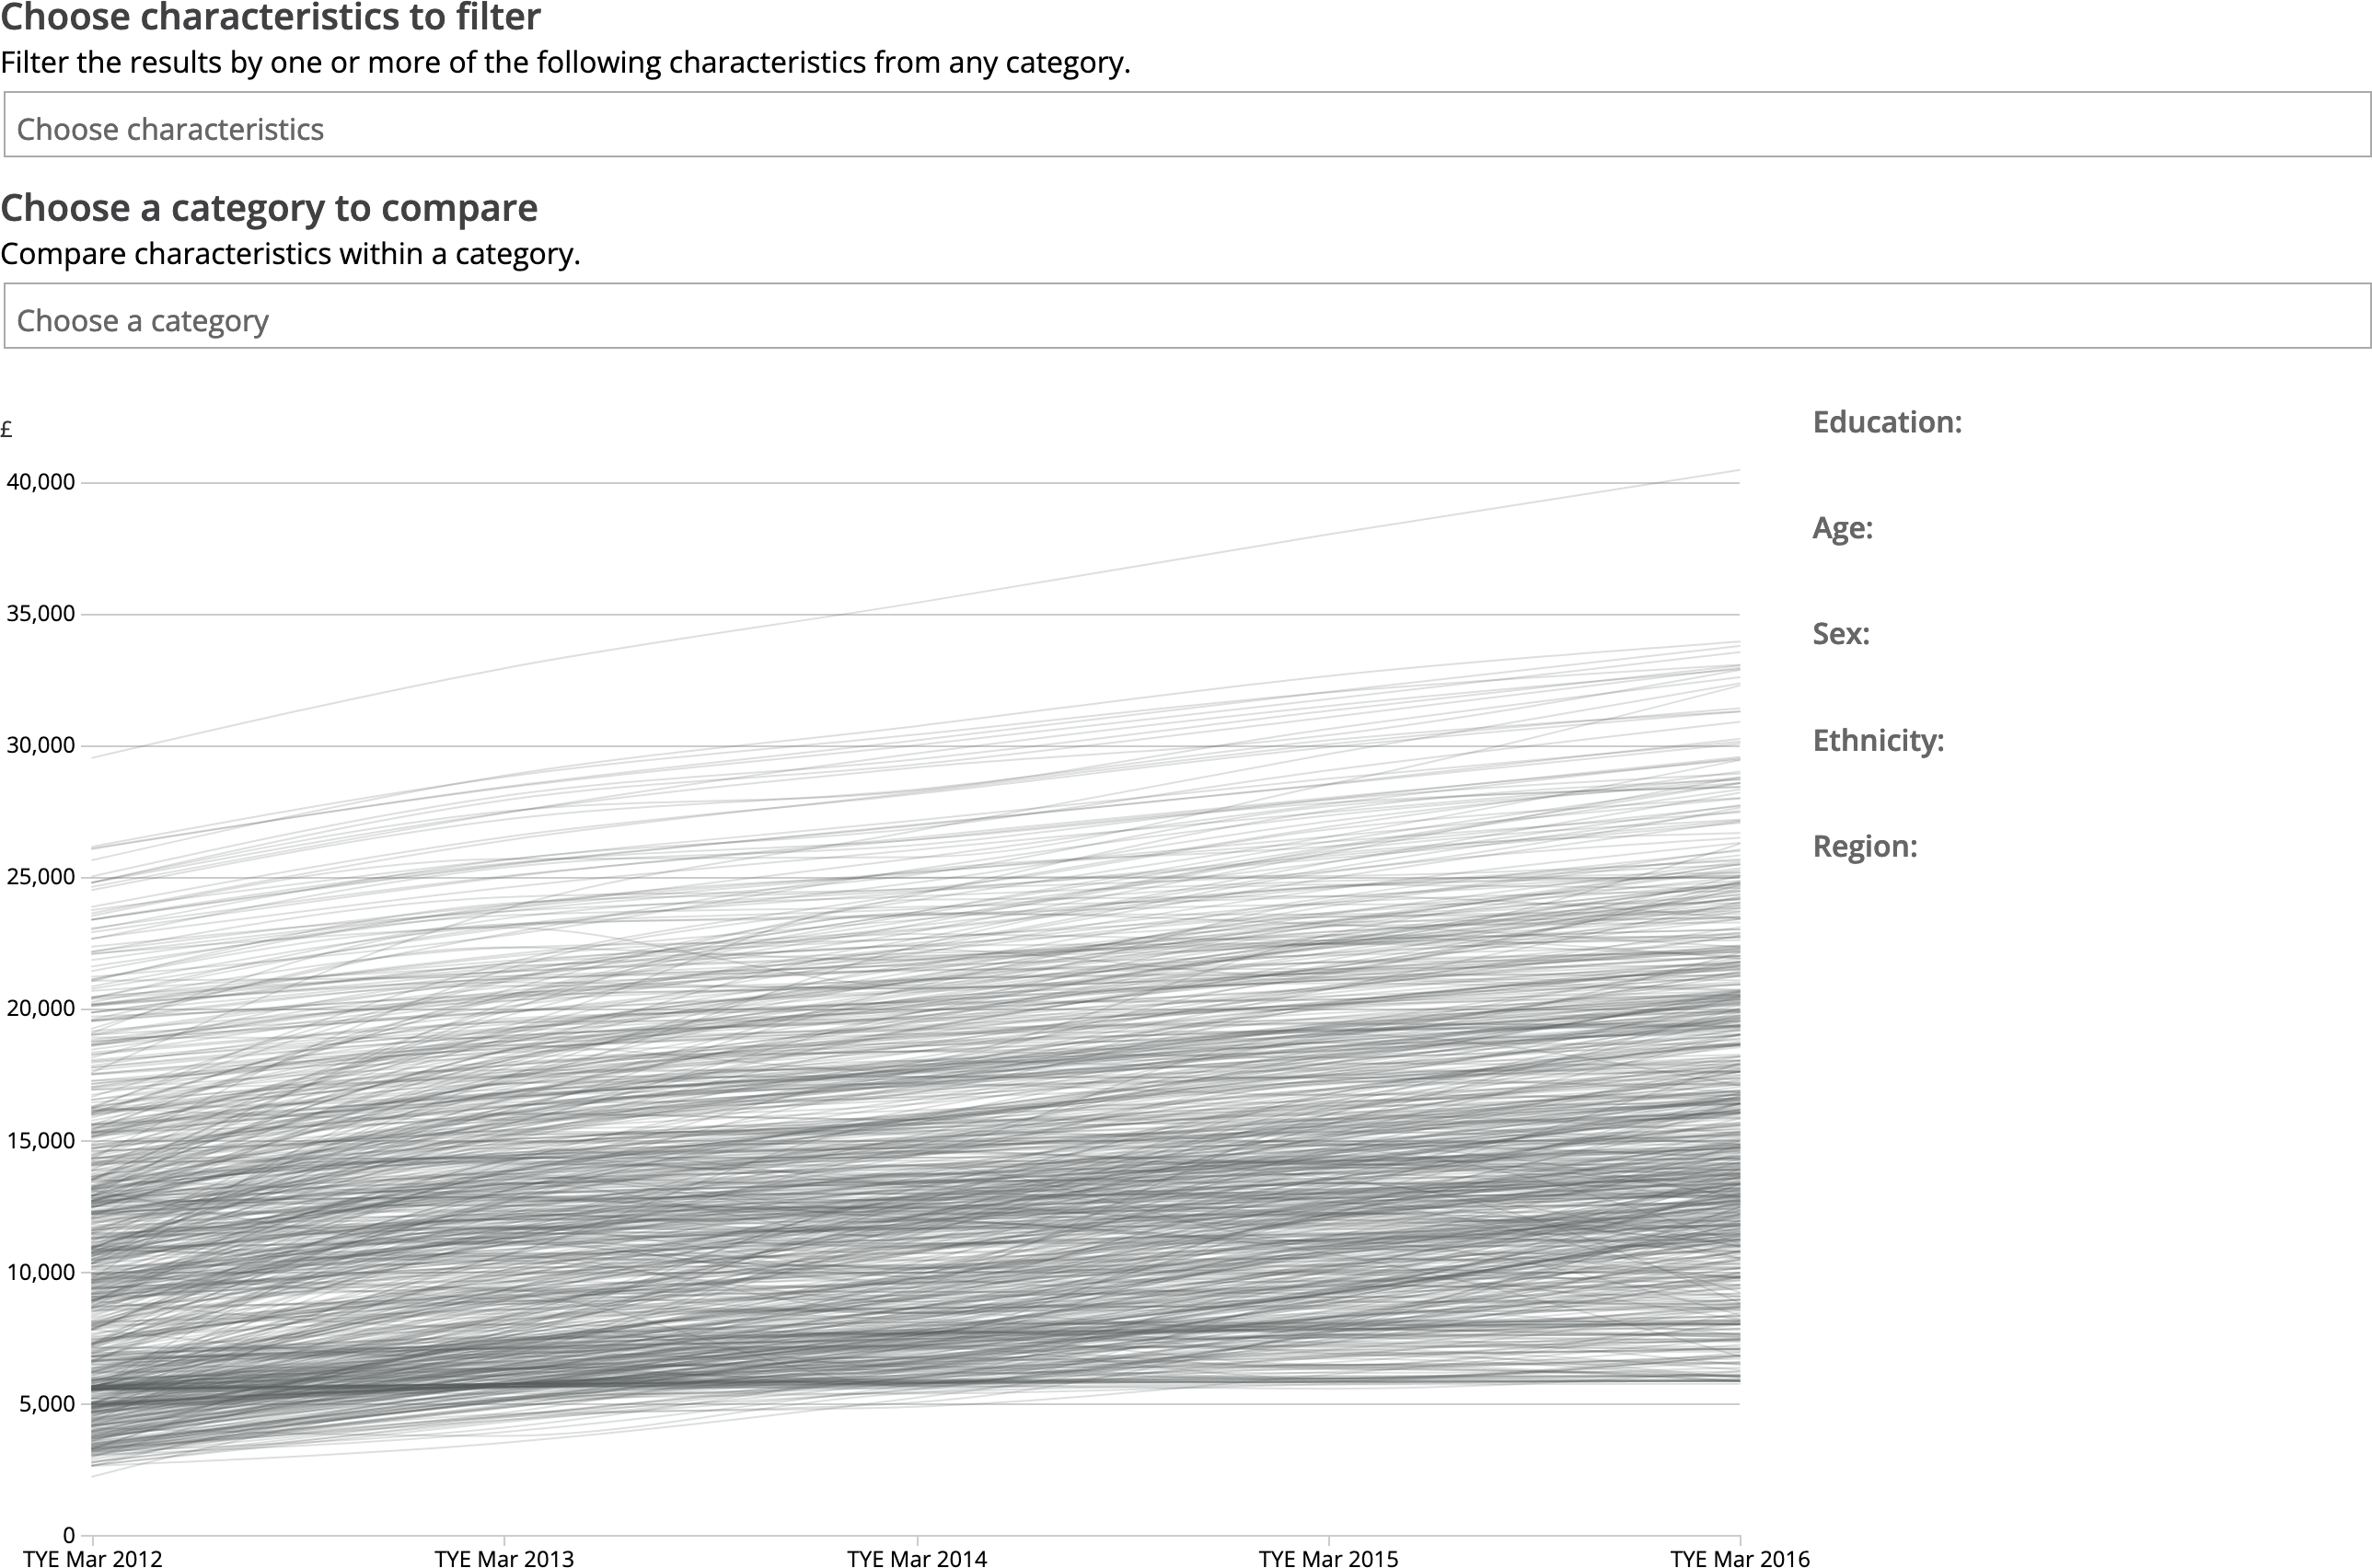 Choose characteristics to filter
Filter the results by one or more of the following characteristics from any category.
Choose characteristics
Choose a category to compare
Compare characteristics within a category.
Choose a category
£
40,000
35,000
30,000
25,000
20,000
15,000
10,000
5,000
0
TYE Mar 2012
TYE Mar 2013
TYE Mar 2014
TYE Mar 2015
TYE Mar 2016
Education:
Age:
Sex:
Ethnicity:
Region: